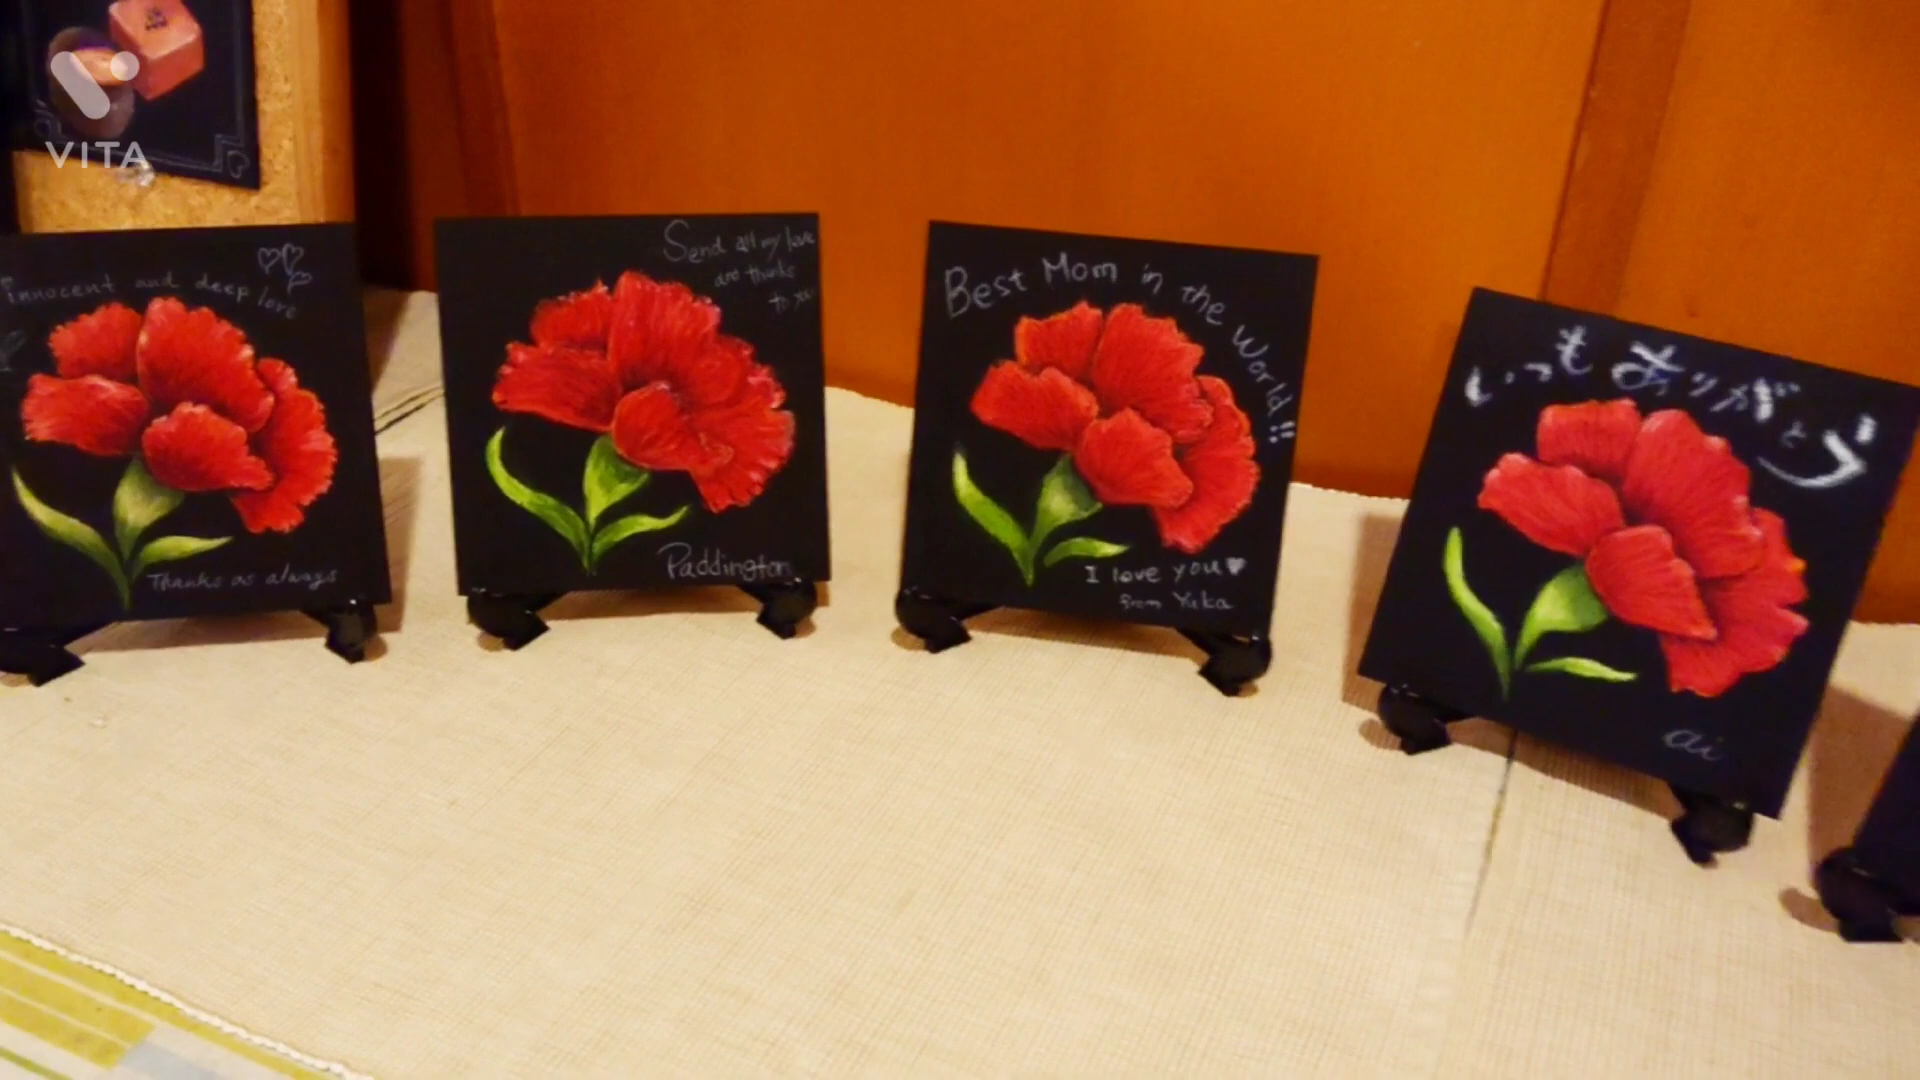 VITA
innocent and deep love
Thanks as always
Send all my love
and thanks
to you
Paddington
Best Mom in the World!!
I love you♥
from Yuka
いつもありがとう
ai